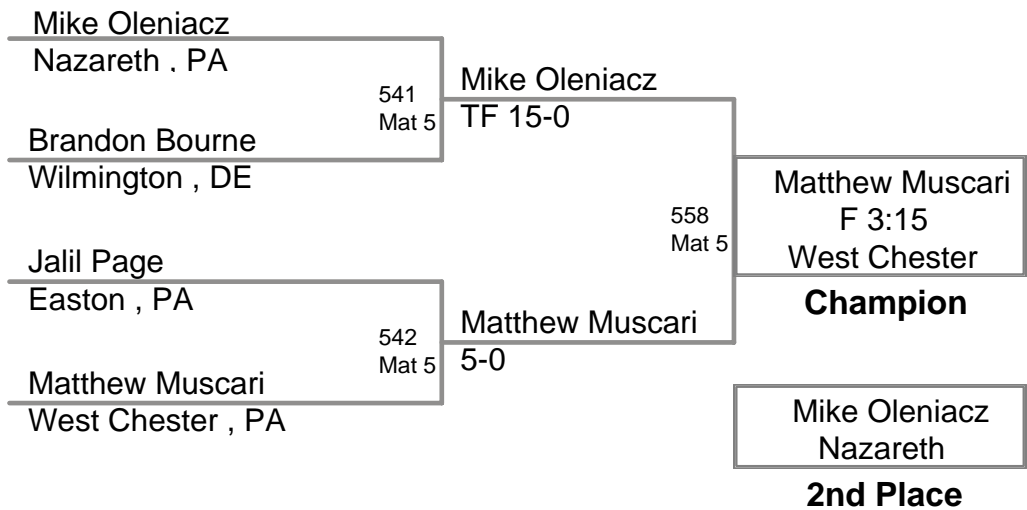 Mike Oleniacz
Nazareth , PA
541
Mat 5
Mike Oleniacz
TF 15-0
Brandon Bourne
Wilmington , DE
558
Mat 5
Matthew Muscari
F 3:15
West Chester
Champion
Jalil Page
Easton , PA
542
Mat 5
Matthew Muscari
5-0
Matthew Muscari
West Chester , PA
Mike Oleniacz
Nazareth
2nd Place